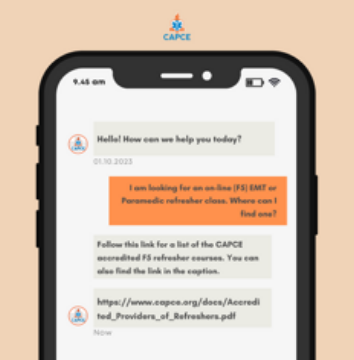 CAPCE
9.45 am
Hello! How can we help you today?
01.10.2023
I am looking for an on-line (F5) EMT or
Paramedic refresher class. Where can I
find one?
Follow this link for a list of the CAPCE
accredited F5 refresher courses. You can
also find the link in the caption.
https://www.capce.org/docs/Accredi
ted_Providers_of_Refreshers.pdf
Now